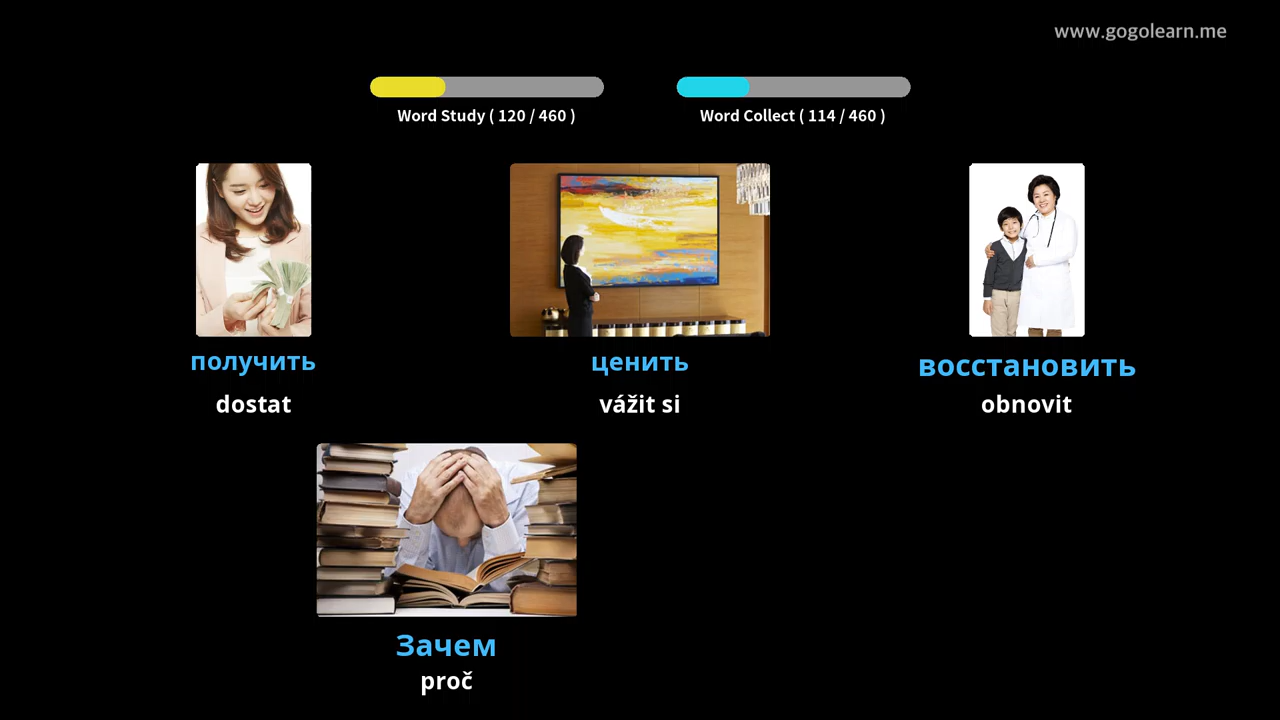 www.gogolearn.me
Word Study ( 120 / 460 )
Word Collect ( 114 / 460 )
получить
ценить
восстановить
dostat
vážit si
obnovit
Зачем
proč